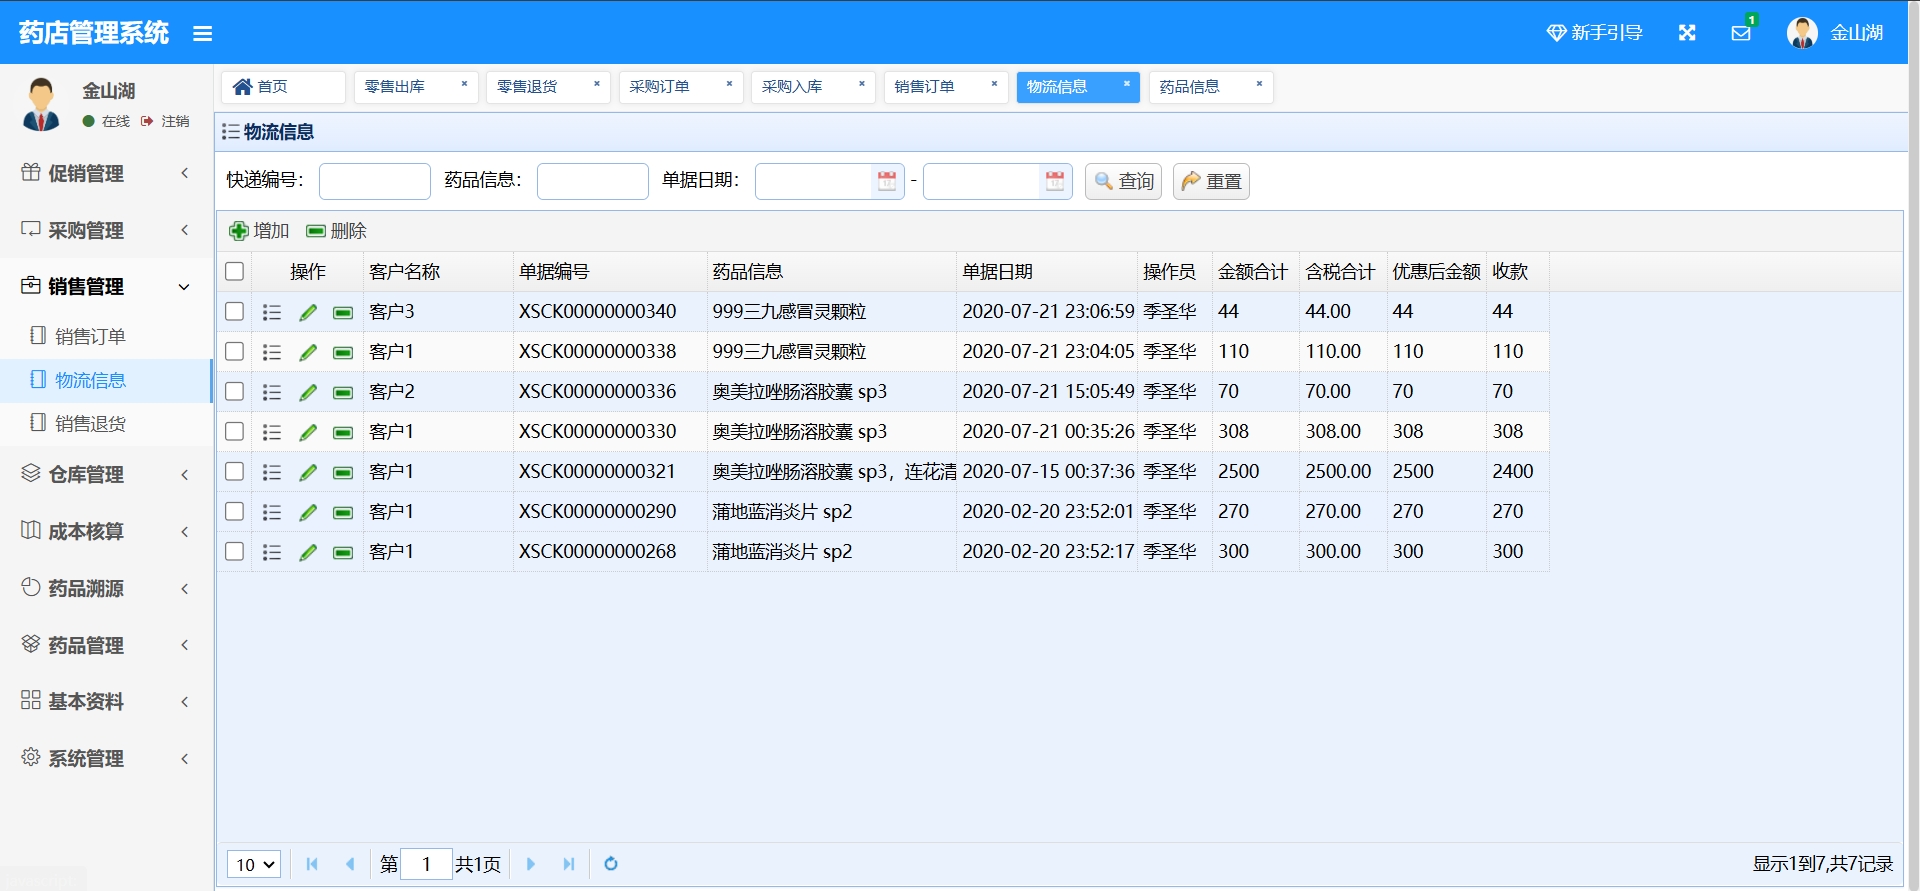 药店管理系统 新手引导 1 金山湖
金山湖
在线 注销
首页 零售出库 零售退货 采购订单 采购入库 销售订单 物流信息 药品信息
促销管理
采购管理
销售管理
销售订单
物流信息
销售退货
仓库管理
成本核算
药品溯源
药品管理
基本资料
系统管理
物流信息
快递编号： 药品信息： 单据日期： - 查询 重置
增加 删除
操作 客户名称 单据编号 药品信息 单据日期 操作员 金额合计 含税合计 优惠后金额 收款
客户3 XSCK00000000340 999三九感冒灵颗粒 2020-07-21 23:06:59 季圣华 44 44.00 44 44
客户1 XSCK00000000338 999三九感冒灵颗粒 2020-07-21 23:04:05 季圣华 110 110.00 110 110
客户2 XSCK00000000336 奥美拉唑肠溶胶囊 sp3 2020-07-21 15:05:49 季圣华 70 70.00 70 70
客户1 XSCK00000000330 奥美拉唑肠溶胶囊 sp3 2020-07-21 00:35:26 季圣华 308 308.00 308 308
客户1 XSCK00000000321 奥美拉唑肠溶胶囊 sp3，连花清 2020-07-15 00:37:36 季圣华 2500 2500.00 2500 2400
客户1 XSCK00000000290 蒲地蓝消炎片 sp2 2020-02-20 23:52:01 季圣华 270 270.00 270 270
客户1 XSCK00000000268 蒲地蓝消炎片 sp2 2020-02-20 23:52:17 季圣华 300 300.00 300 300
10 第 1 共1页 显示1到7,共7记录